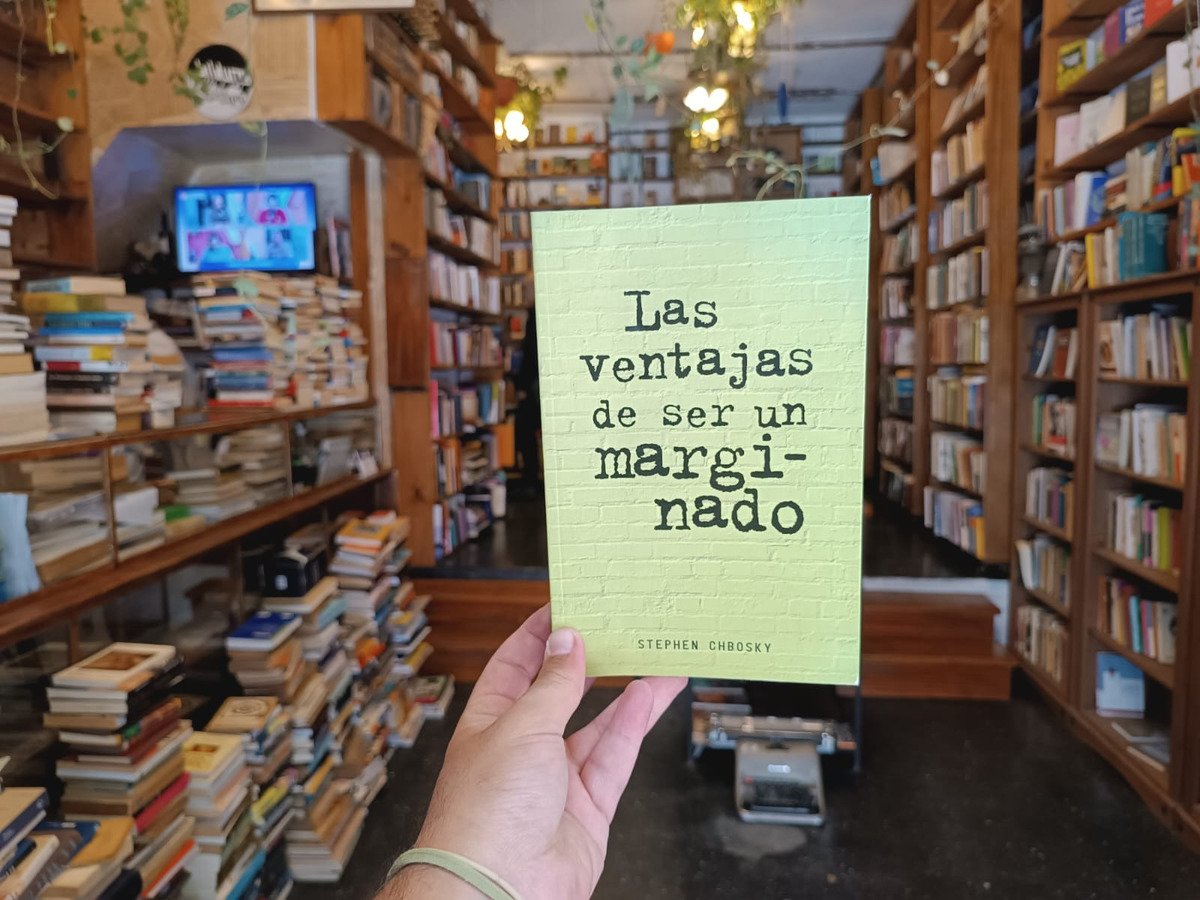 Las
ventajas
de ser un
margi-
nado
STEPHEN CHBOSKY